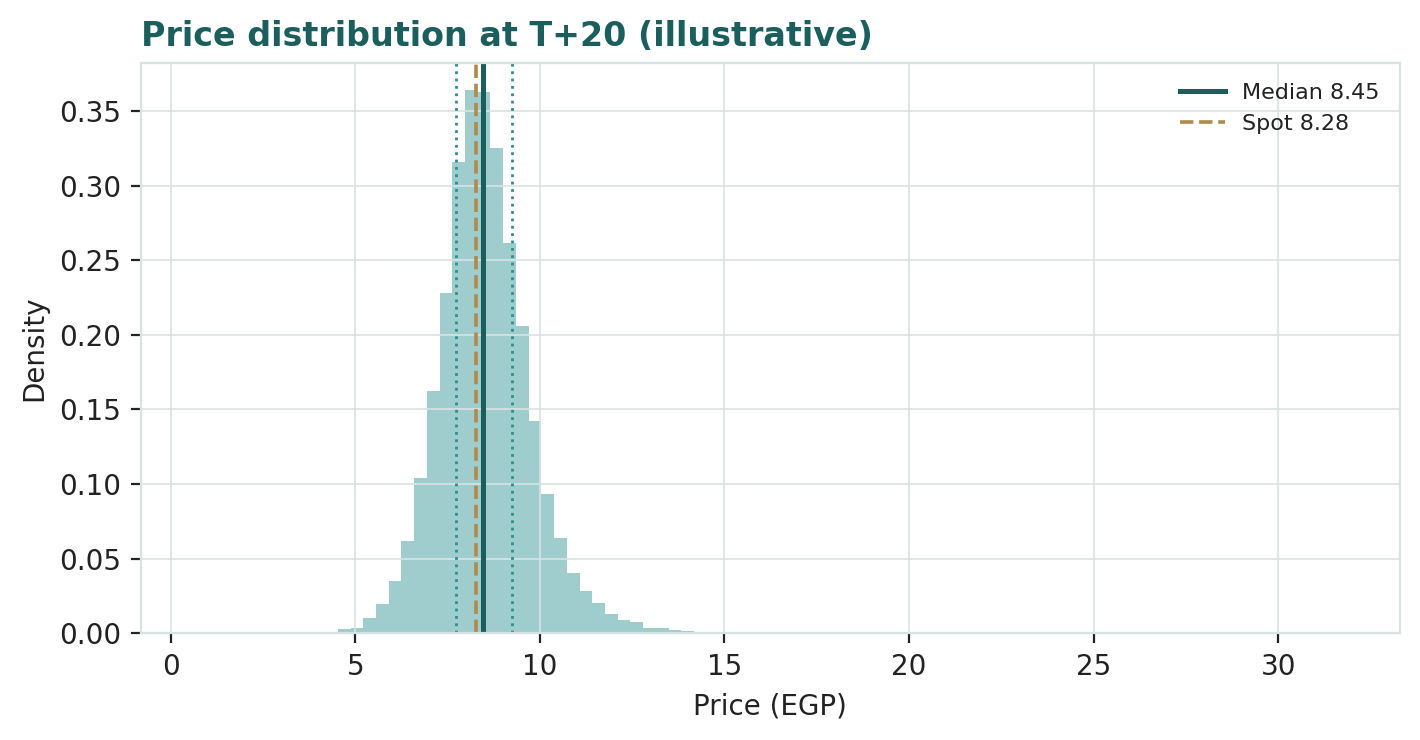 Price distribution at T+20 (illustrative)
Median 8.45
Spot 8.28
Density
0.35
0.30
0.25
0.20
0.15
0.10
0.05
0.00
0 5 10 15 20 25 30
Price (EGP)